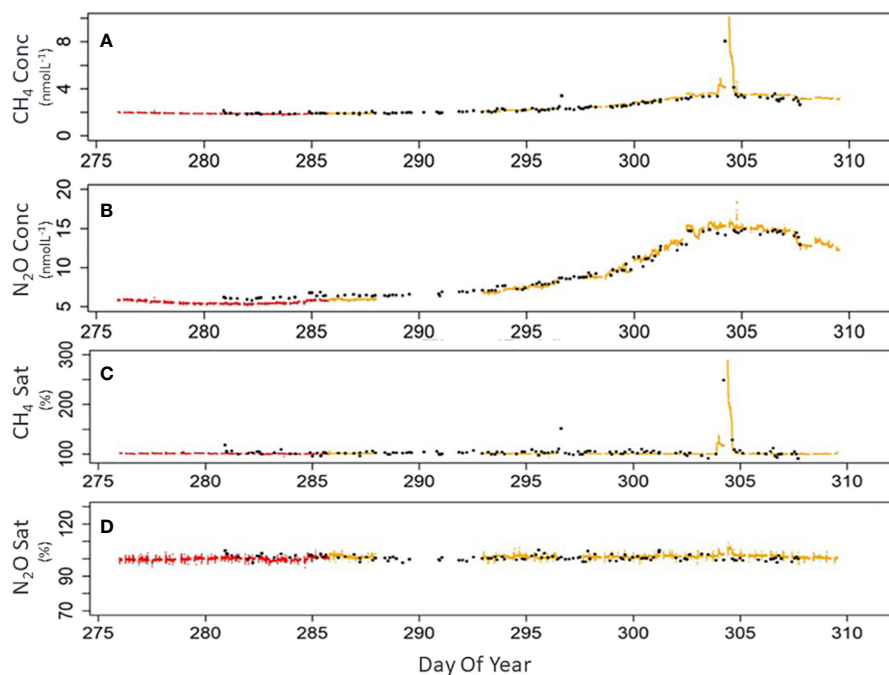 A
CH4 Conc
(nmolL-1)
8
4
0
275 280 285 290 295 300 305 310
B
N2O Conc
(nmolL-1)
20
15
10
5
275 280 285 290 295 300 305 310
C
CH4 Sat
(%)
300
200
100
275 280 285 290 295 300 305 310
D
N2O Sat
(%)
120
90
70
275 280 285 290 295 300 305 310
Day Of Year